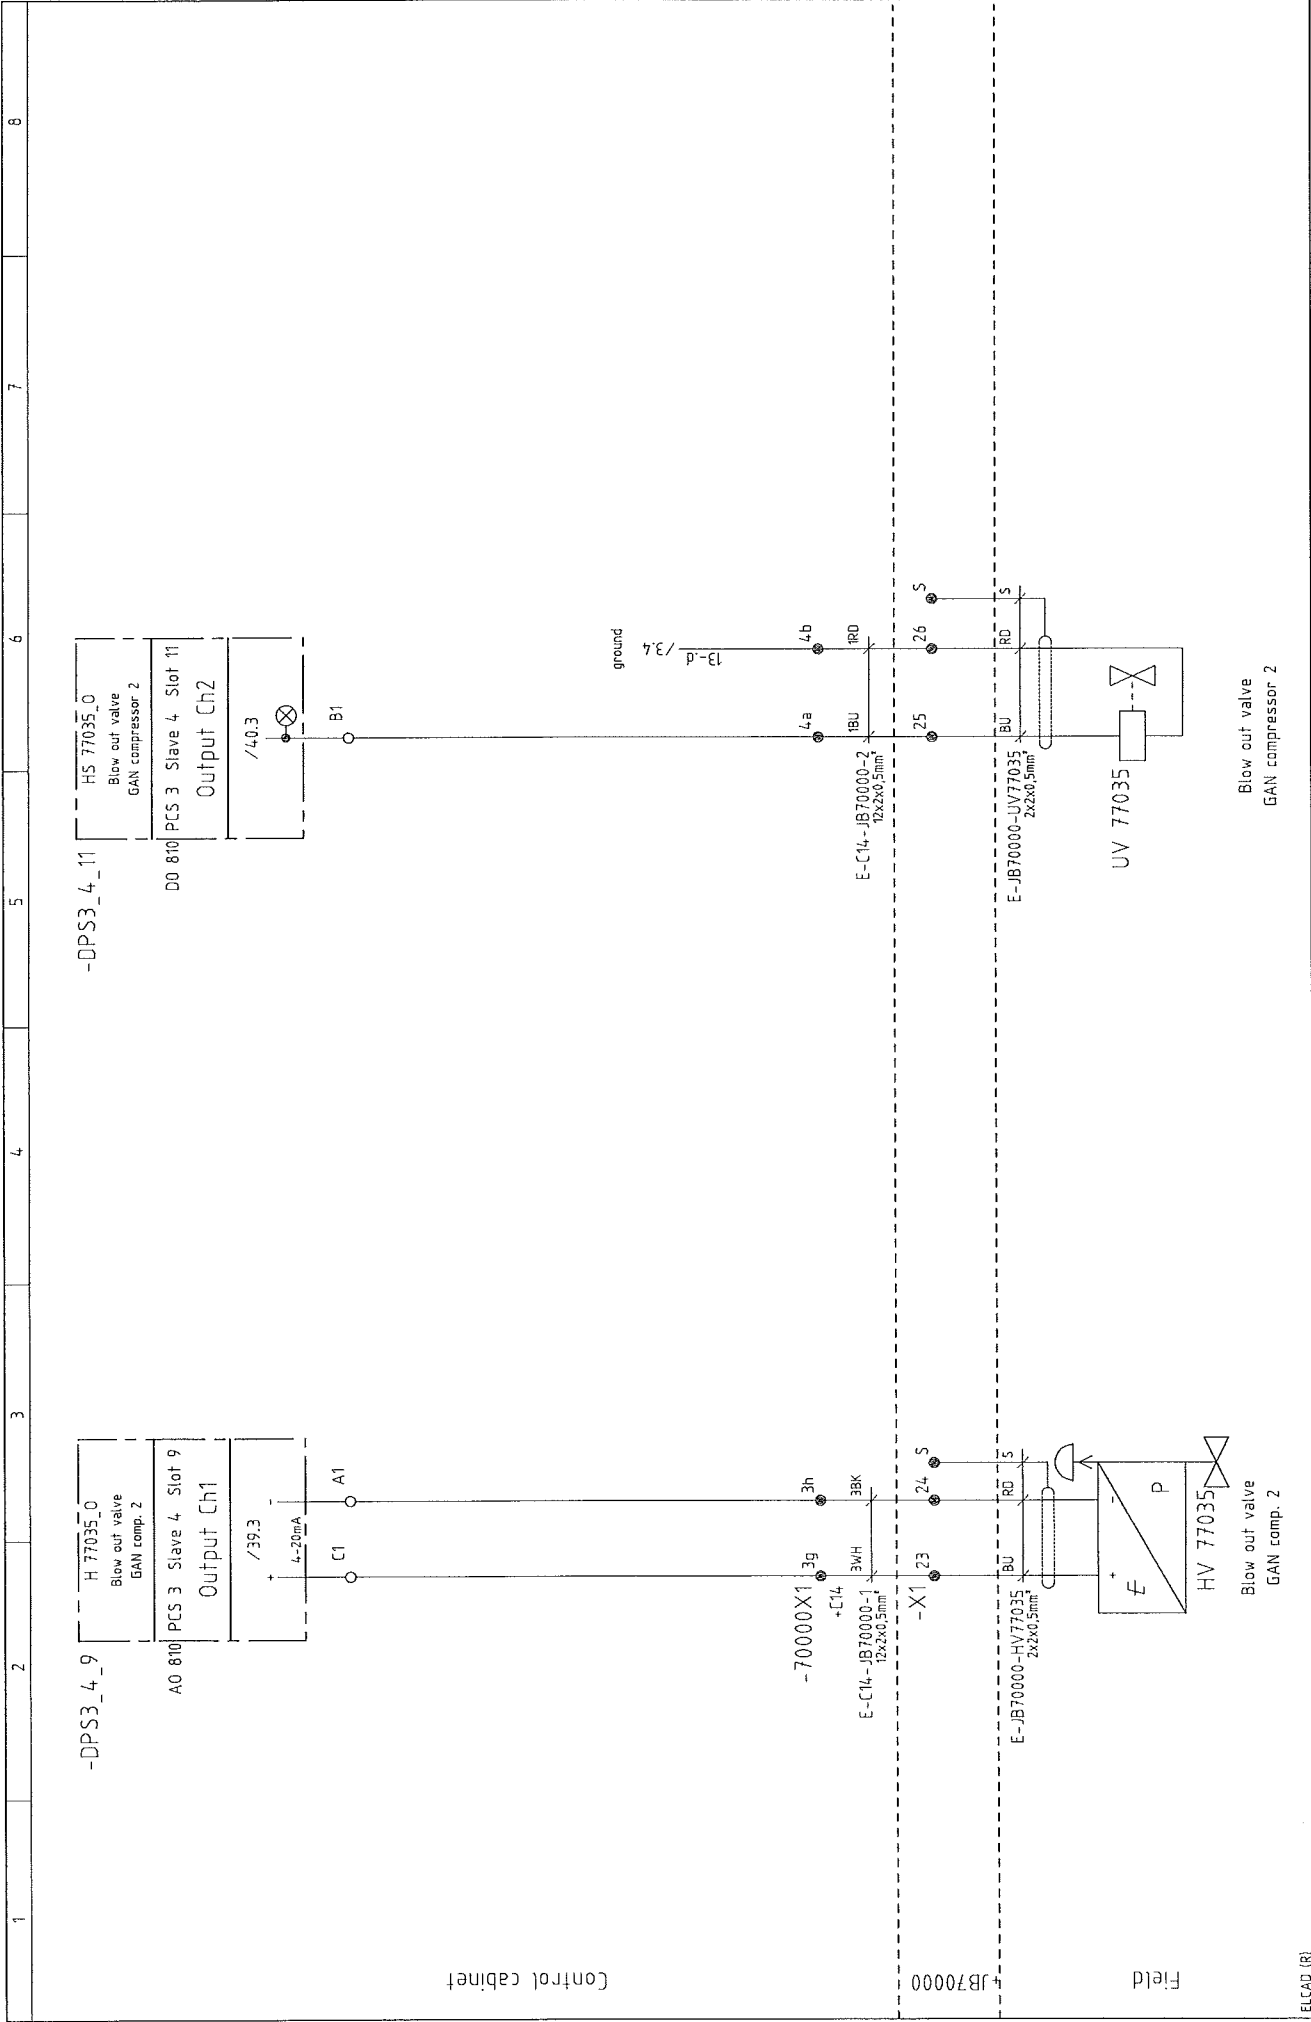 1
2
3
4
5
6
7
8
-DPS3_4_9
H 77035_O
Blow out valve
GAN comp. 2
AO 810 PCS 3 Slave 4 Slot 9
Output Ch1
/39.3
+
-
4-20mA
C1
A1
-70000X1
3g
3h
+C14
3WH
3BK
E-C14-JB70000-1
12x2x0,5mm²
-X1
23
24
S
BU
RD
S
E-JB70000-HV77035
2x2x0,5mm²
+
-
E
P
HV 77035
Blow out valve
GAN comp. 2
-DPS3_4_11
HS 77035_O
Blow out valve
GAN compressor 2
DO 810 PCS 3 Slave 4 Slot 11
Output Ch2
/40.3
B1
ground
/3.4
13-.d
4a
4b
1BU
1RD
E-C14-JB70000-2
12x2x0,5mm²
25
26
S
BU
RD
S
E-JB70000-UV77035
2x2x0,5mm²
UV 77035
Blow out valve
GAN compressor 2
Control cabinet
+JB70000
Field
ELCAD (R)